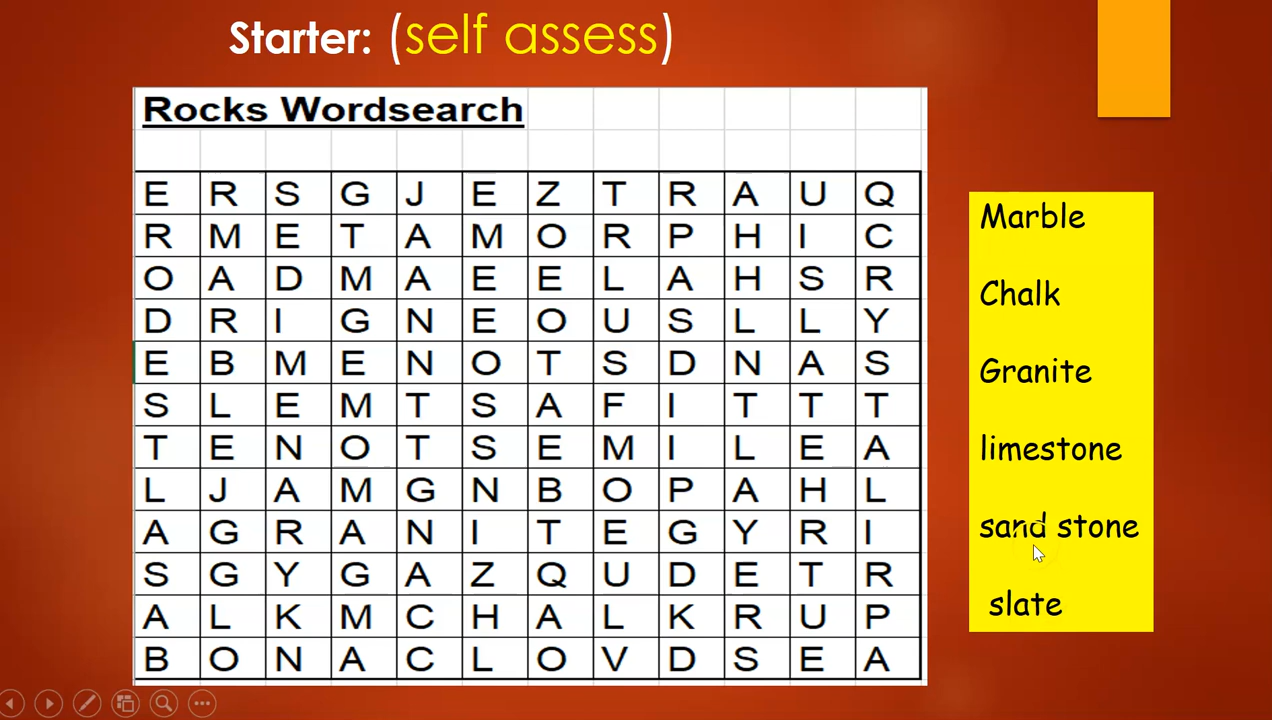 Starter: (self assess)
Rocks Wordsearch
E R S G J E Z T R A U Q
R M E T A M O R P H I C
O A D M A E E L A H S R
D R I G N E O U S L L Y
E B M E N O T S D N A S
S L E M T S A F I T T T
T E N O T S E M I L E A
L J A M G N B O P A H L
A G R A N I T E G Y R I
S G Y G A Z Q U D E T R
A L K M C H A L K R U P
B O N A C L O V D S E A
Marble
Chalk
Granite
limestone
sand stone
slate